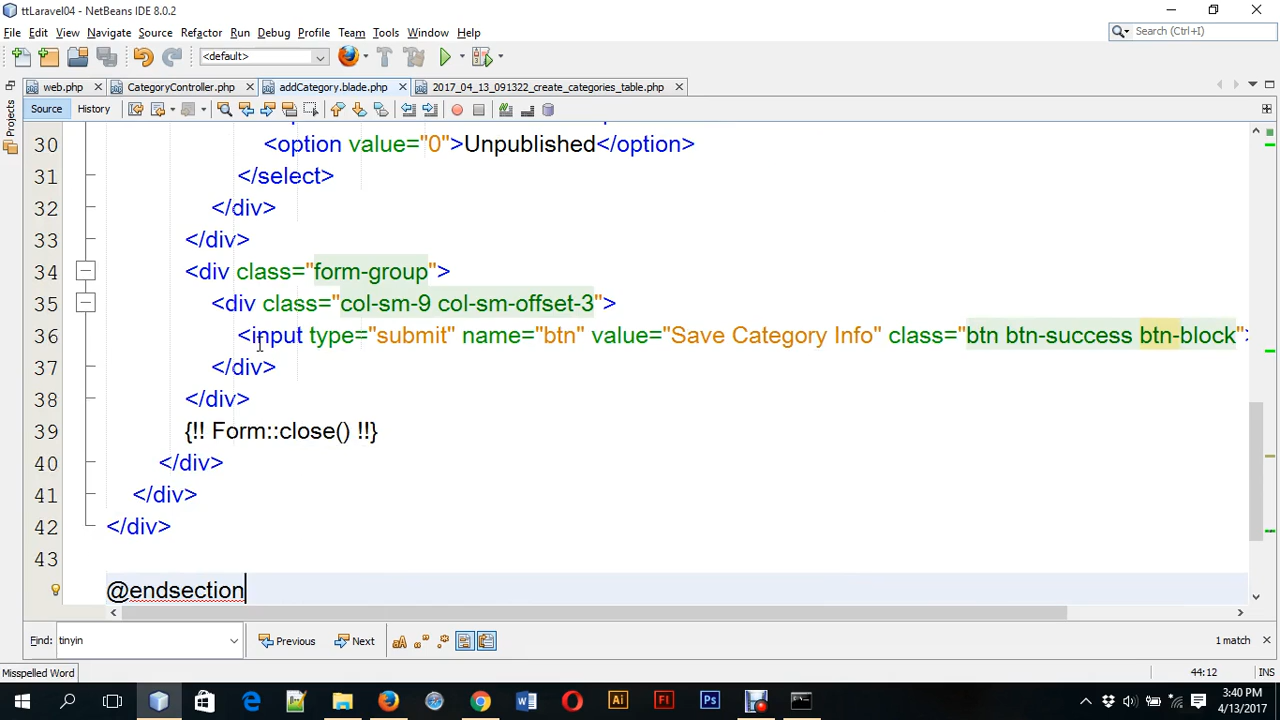 ttLaravel04 - NetBeans IDE 8.0.2
File Edit View Navigate Source Refactor Run Debug Profile Team Tools Window Help
Search (Ctrl+I)
<default>
web.php CategoryController.php addCategory.blade.php 2017_04_13_091322_create_categories_table.php
Source History
Projects
30 <option value="0">Unpublished</option>
31 </select>
32 </div>
33 </div>
34 <div class="form-group">
35 <div class="col-sm-9 col-sm-offset-3">
36 <input type="submit" name="btn" value="Save Category Info" class="btn btn-success btn-block">
37 </div>
38 </div>
39 {!! Form::close() !!}
40 </div>
41 </div>
42 </div>
43
@endsection
Find: tinyin Previous Next 1 match
Misspelled Word 44:12 INS
3:40 PM
4/13/2017